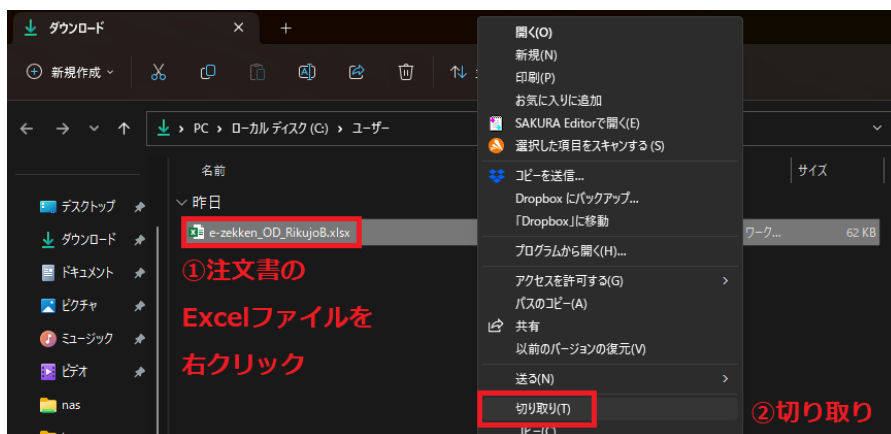 ダウンロード
新規作成
PC › ローカル ディスク (C:) › ユーザー
名前
サイズ
昨日
e-zekken_OD_RikujoB.xlsx
ワーク...
62 KB
デスクトップ
ダウンロード
ドキュメント
ピクチャ
ミュージック
ビデオ
nas
①注文書の
Excelファイルを
右クリック
開く(O)
新規(N)
印刷(P)
お気に入りに追加
SAKURA Editorで開く(E)
選択した項目をスキャンする (S)
コピーを送信...
Dropbox にバックアップ...
「Dropbox」に移動
プログラムから開く(H)...
アクセスを許可する(G)
パスのコピー(A)
共有
以前のバージョンの復元(V)
送る(N)
切り取り(T)
②切り取り
コピー(C)